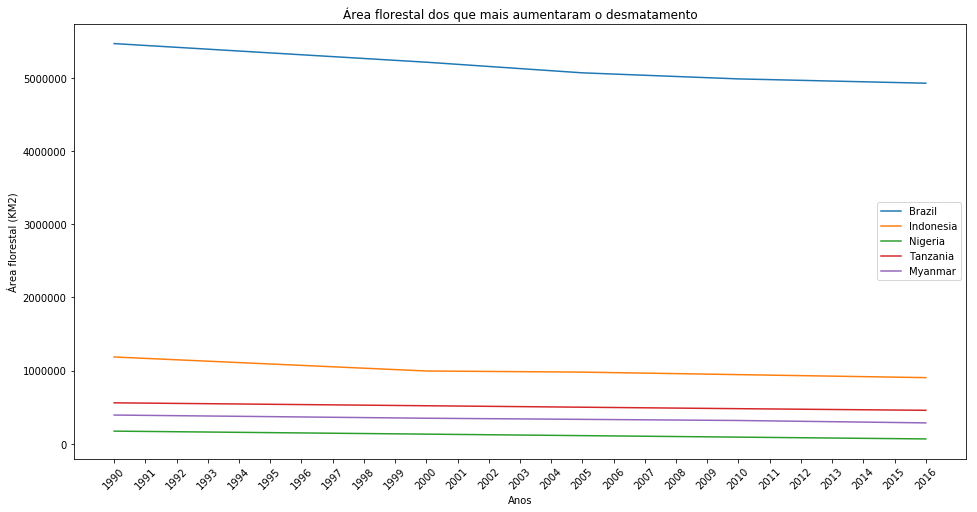 Área florestal dos que mais aumentaram o desmatamento
Área florestal (KM2)
5000000
4000000
3000000
2000000
1000000
0
Brazil
Indonesia
Nigeria
Tanzania
Myanmar
1990 1991 1992 1993 1994 1995 1996 1997 1998 1999 2000 2001 2002 2003 2004 2005 2006 2007 2008 2009 2010 2011 2012 2013 2014 2015 2016
Anos